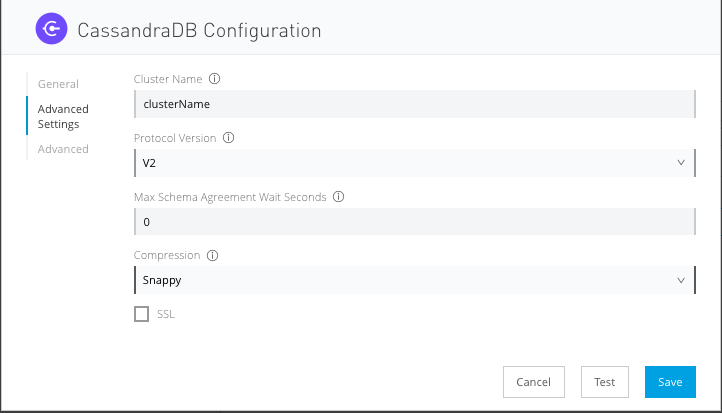 CassandraDB Configuration
General
Advanced
Settings
Advanced
Cluster Name
clusterName
Protocol Version
V2
Max Schema Agreement Wait Seconds
0
Compression
Snappy
SSL
Cancel
Test
Save